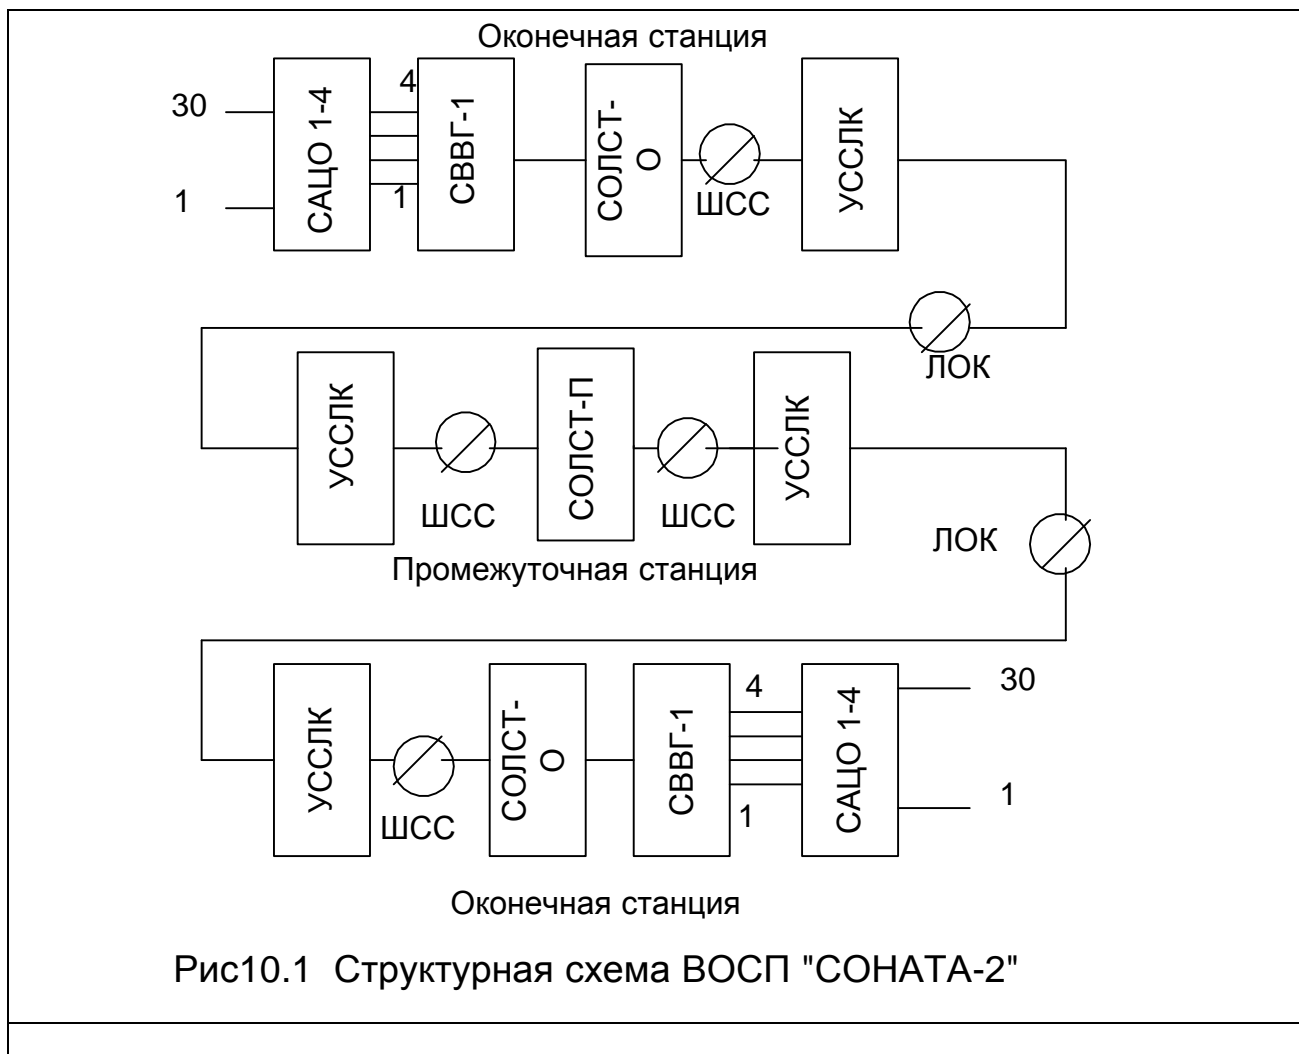 Оконечная станция
30
1
САЦО 1-4
4
1
СВВГ-1
СОЛСТ-
О
ШСС
УССЛК
ЛОК
УССЛК
ШСС
СОЛСТ-П
ШСС
УССЛК
ЛОК
Промежуточная станция
УССЛК
ШСС
СОЛСТ-
О
СВВГ-1
4
1
САЦО 1-4
30
1
Оконечная станция
Рис10.1 Структурная схема ВОСП "СОНАТА-2"